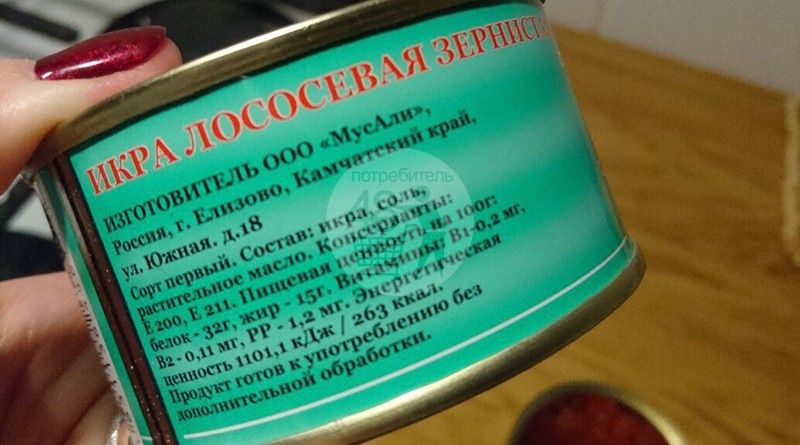 ИКРА ЛОСОСЕВАЯ ЗЕРНИСТА
ИЗГОТОВИТЕЛЬ ООО «МусАли»,
Россия, г. Елизово, Камчатский край,
ул. Южная. д.18
Сорт первый. Состав: икра, соль,
растительное масло. Консерванты:
Е 200, Е 211. Пищевая ценность на 100г:
белок - 32г, жир - 15г. Витамины: В1-0,2 мг,
В2 - 0,11 мг, РР - 1,2 мг. Энергетическая
ценность 1101,1 кДж / 263 ккал.
Продукт готов к употреблению без
дополнительной обработки.
потребитель